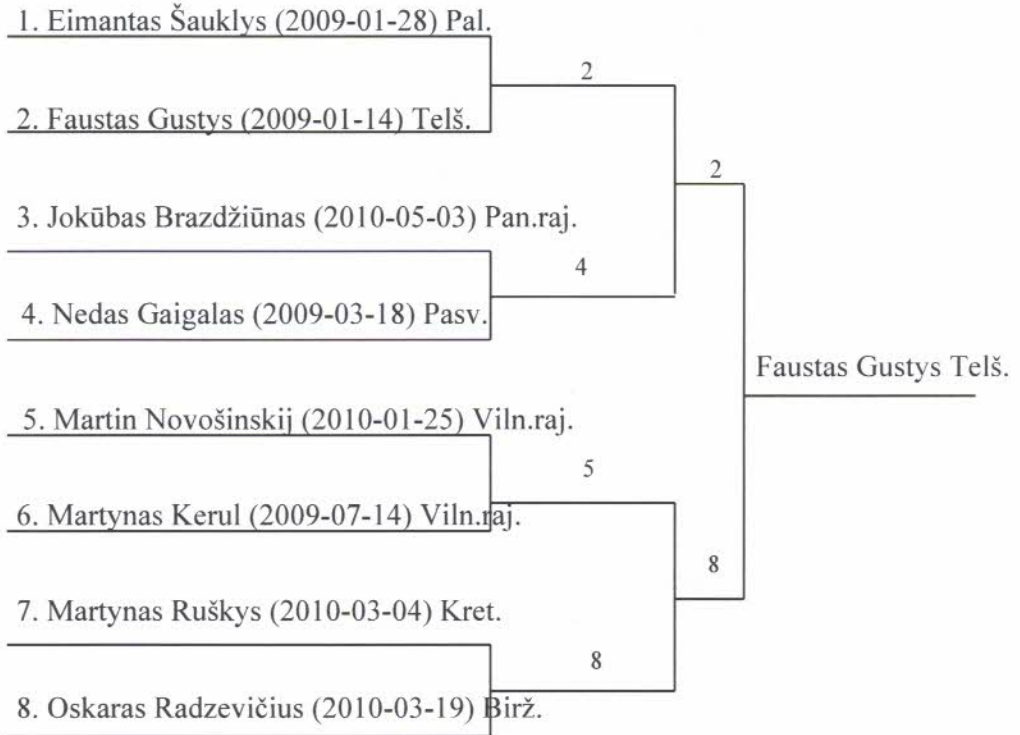 1. Eimantas Šauklys (2009-01-28) Pal.
2
2. Faustas Gustys (2009-01-14) Telš.
2
3. Jokūbas Brazdžiūnas (2010-05-03) Pan.raj.
4
4. Nedas Gaigalas (2009-03-18) Pasv.
Faustas Gustys Telš.
5. Martin Novošinskij (2010-01-25) Viln.raj.
5
6. Martynas Kerul (2009-07-14) Viln.raj.
8
7. Martynas Ruškys (2010-03-04) Kret.
8
8. Oskaras Radzevičius (2010-03-19) Birž.